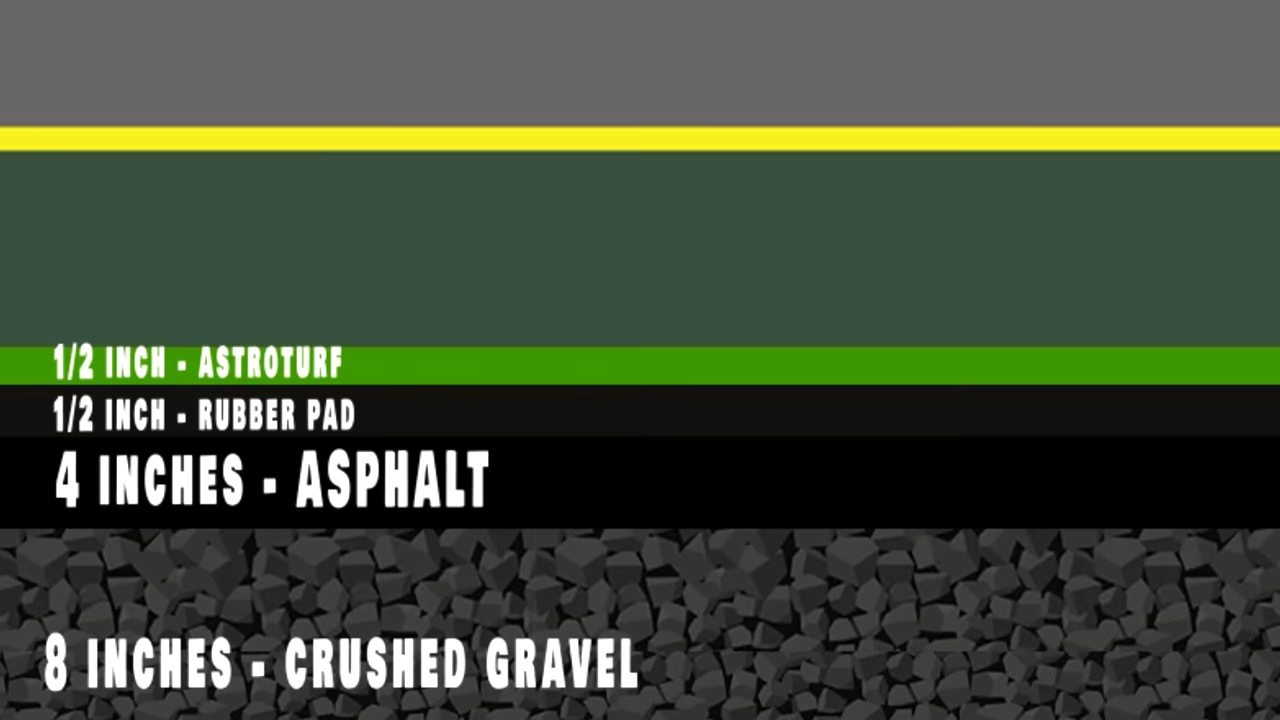 1/2 INCH - ASTROTURF
1/2 INCH - RUBBER PAD
4 INCHES - ASPHALT
8 INCHES - CRUSHED GRAVEL